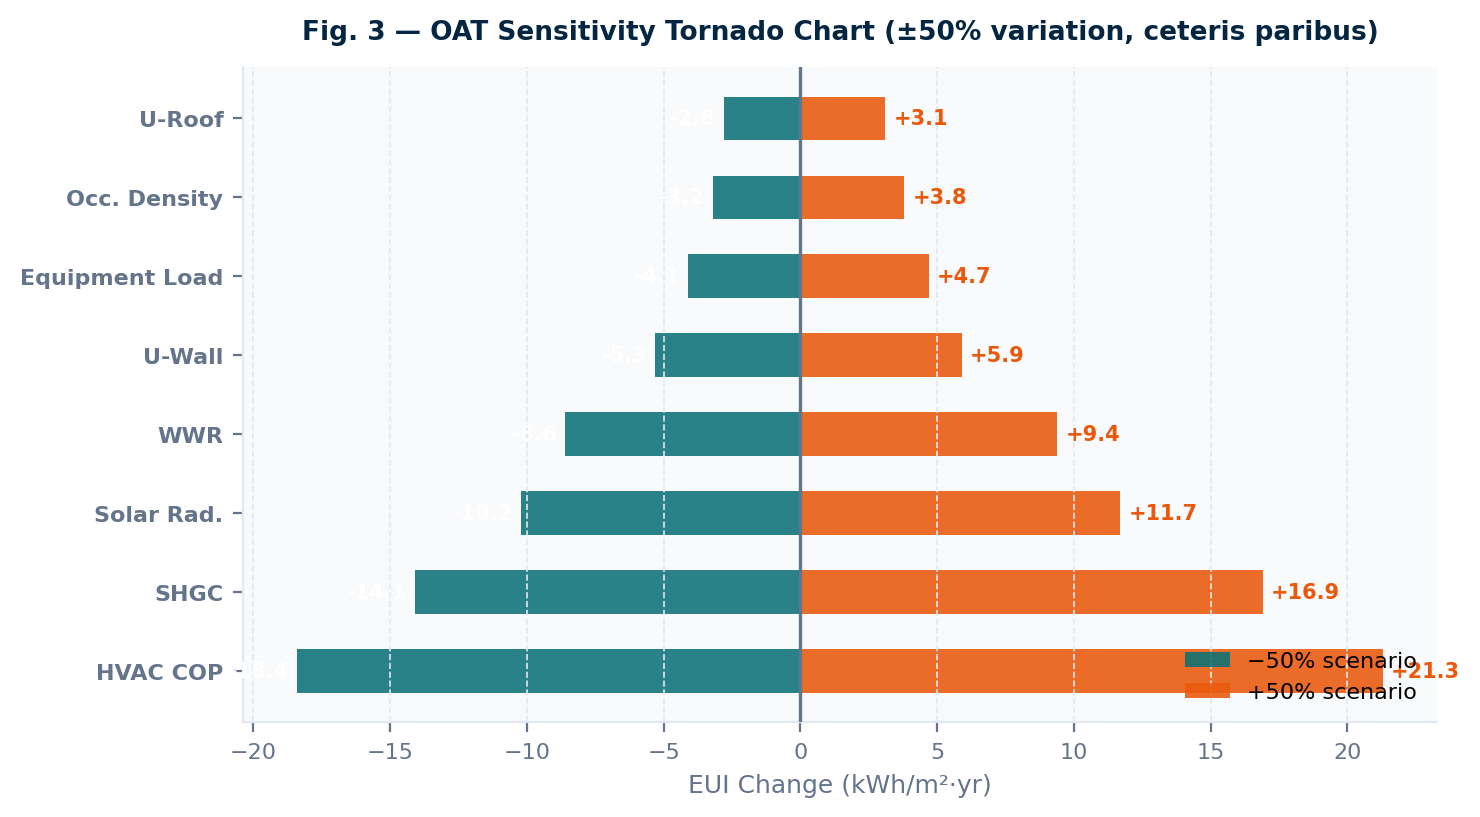 Fig. 3 — OAT Sensitivity Tornado Chart (±50% variation, ceteris paribus)
U-Roof -2.8 +3.1
Occ. Density -3.2 +3.8
Equipment Load -4.1 +4.7
U-Wall -5.3 +5.9
WWR -8.6 +9.4
Solar Rad. -10.2 +11.7
SHGC -14.1 +16.9
HVAC COP +21.3
−50% scenario
+50% scenario
−20 −15 −10 −5 0 5 10 15 20
EUI Change (kWh/m²·yr)